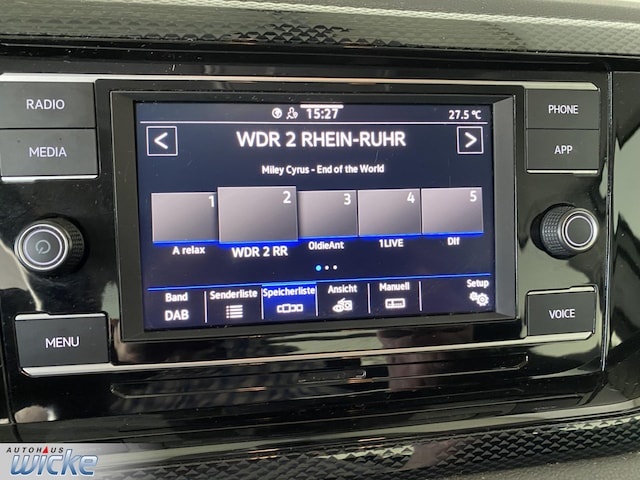 RADIO
MEDIA
MENU
PHONE
APP
VOICE
15:27
27.5 °C
< WDR 2 RHEIN-RUHR >
Miley Cyrus - End of the World
1 2 3 4 5
A relax WDR 2 RR OldieAnt 1LIVE Dlf
Band Senderliste Speicherliste Ansicht Manuell Setup
DAB
AUTOHAUS
WICKE